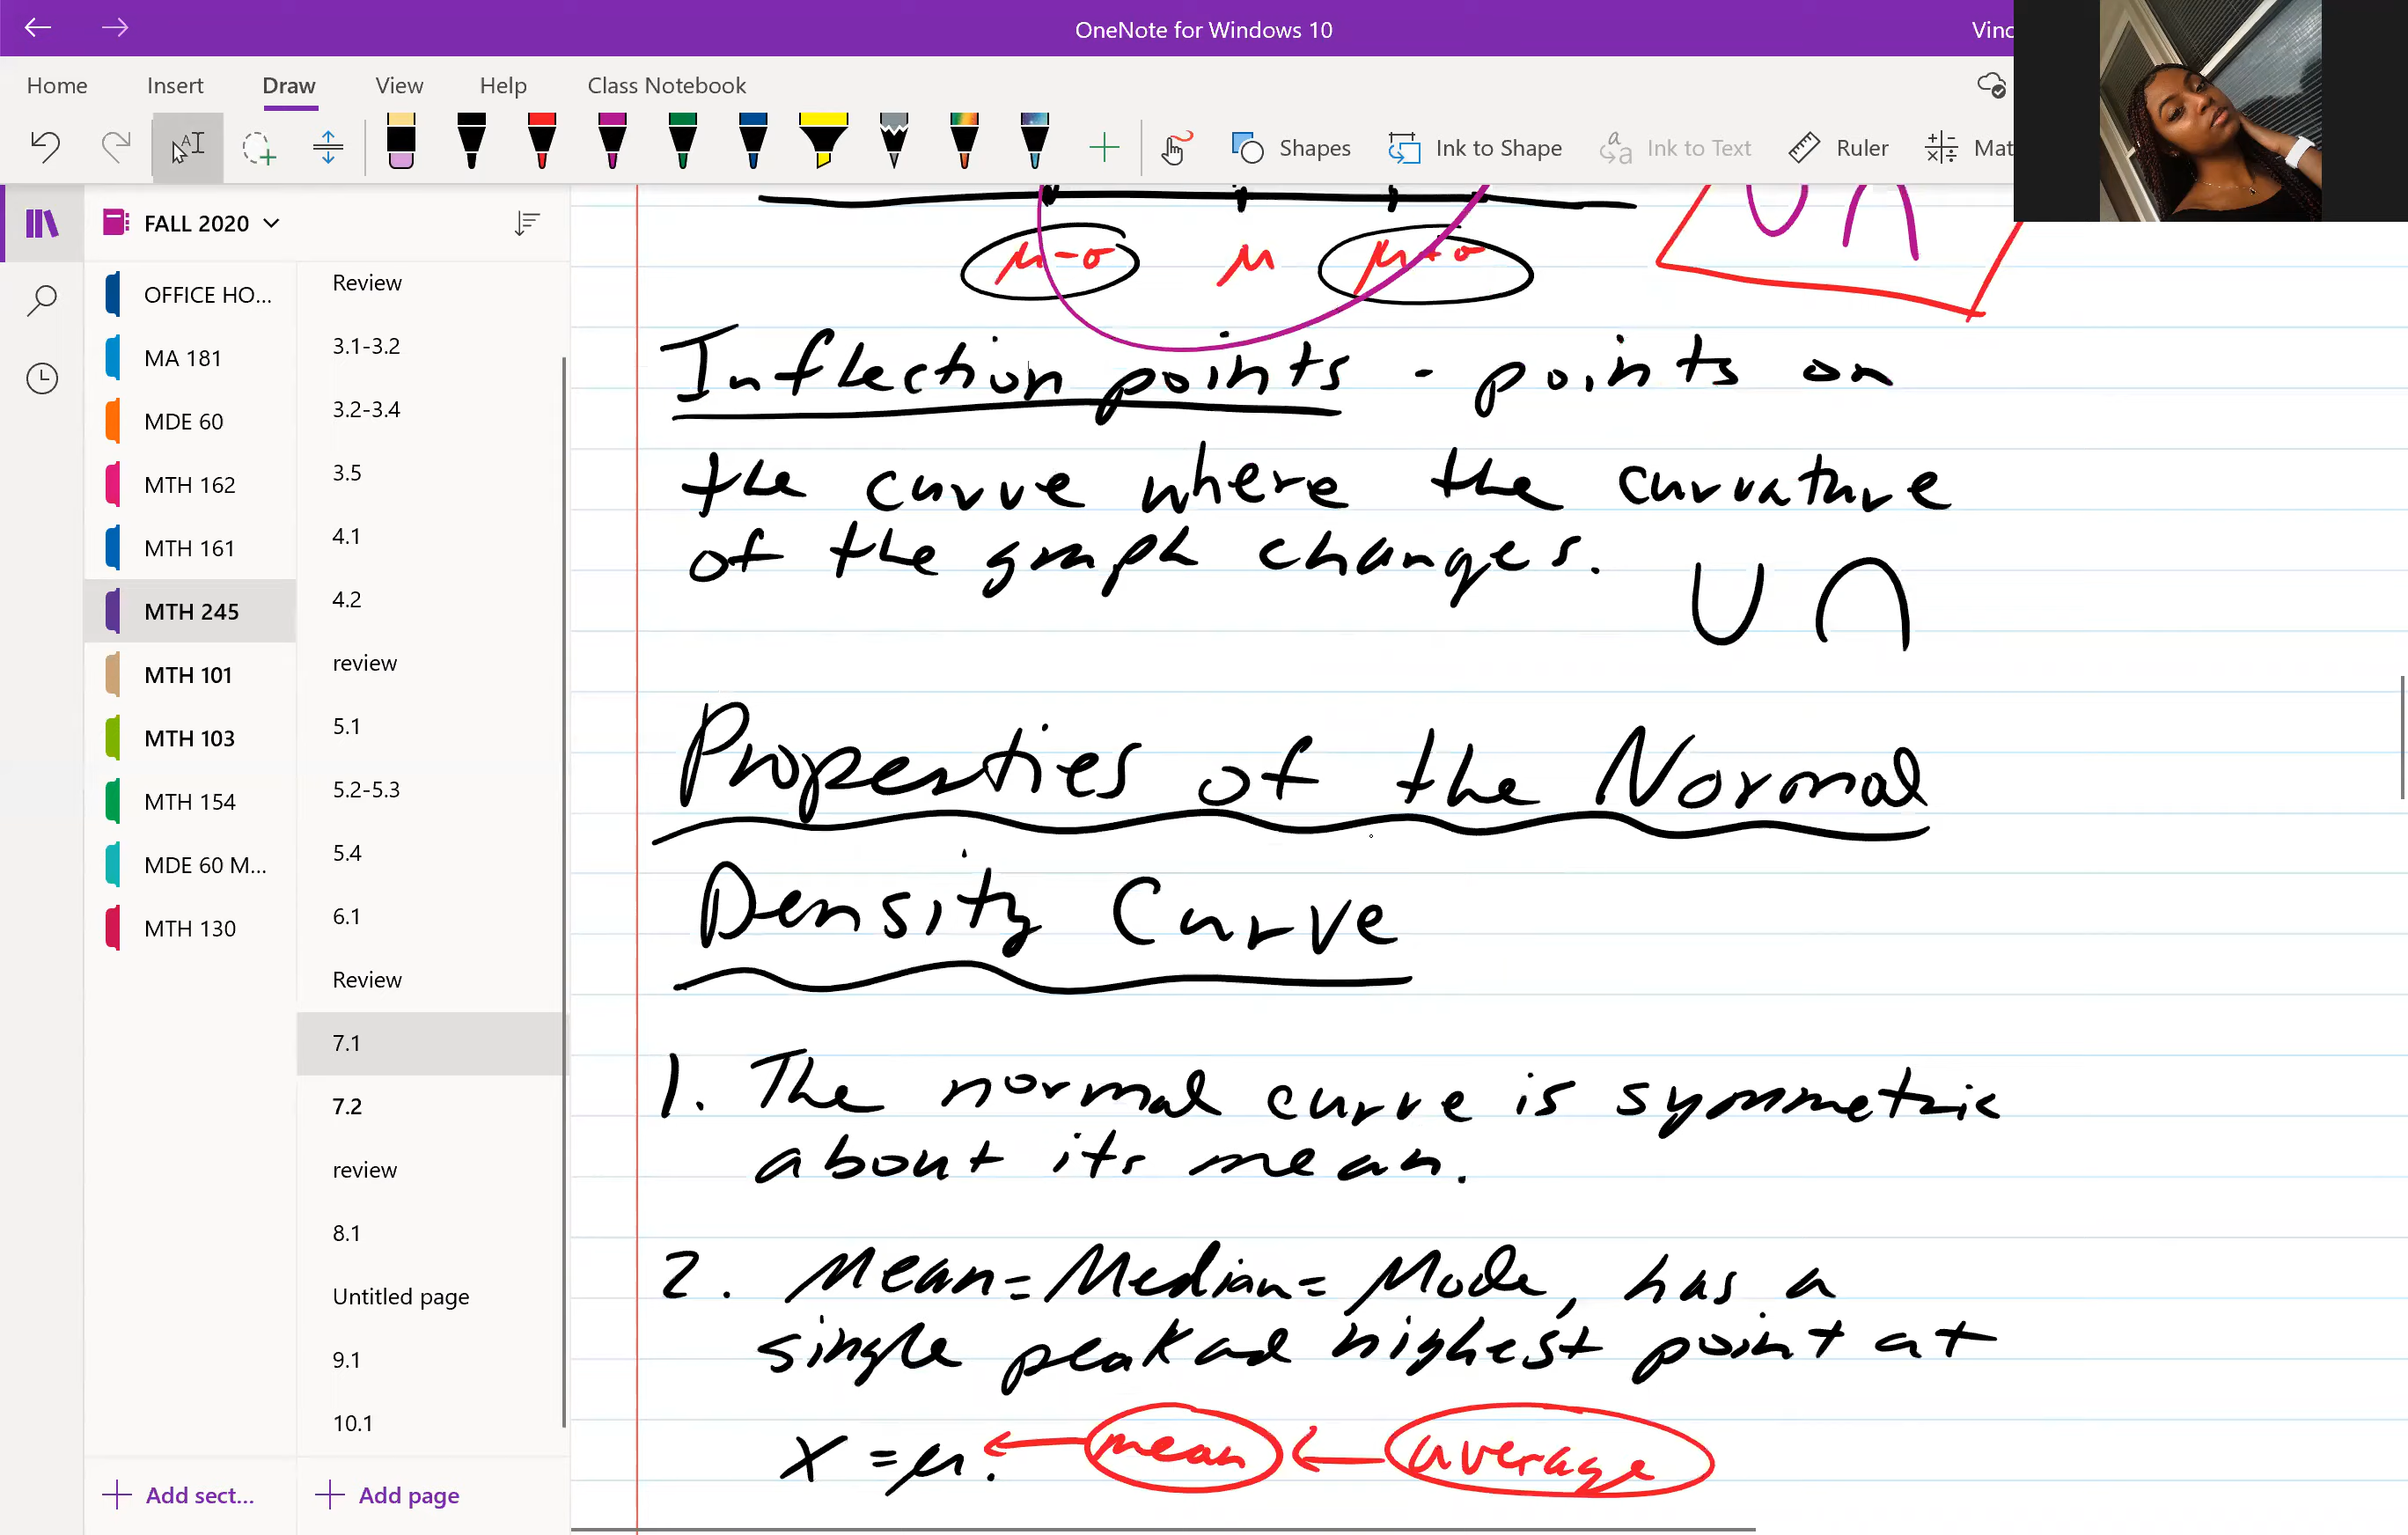 OneNote for Windows 10
Vinc
Home Insert Draw View Help Class Notebook
Shapes Ink to Shape Ink to Text Ruler Mat
FALL 2020
OFFICE HO...
MA 181
MDE 60
MTH 162
MTH 161
MTH 245
MTH 101
MTH 103
MTH 154
MDE 60 M...
MTH 130
Add sect...
Review
3.1-3.2
3.2-3.4
3.5
4.1
4.2
review
5.1
5.2-5.3
5.4
6.1
Review
7.1
7.2
review
8.1
Untitled page
9.1
10.1
Add page
μ-σ μ μ+σ
Inflection points - points on
the curve where the curvature
of the graph changes.
Properties of the Normal
Density Curve
1. The normal curve is symmetric
about its mean.
2. Mean = Median = Mode, has a
single peak and highest point at
X = μ. ← mean ← average